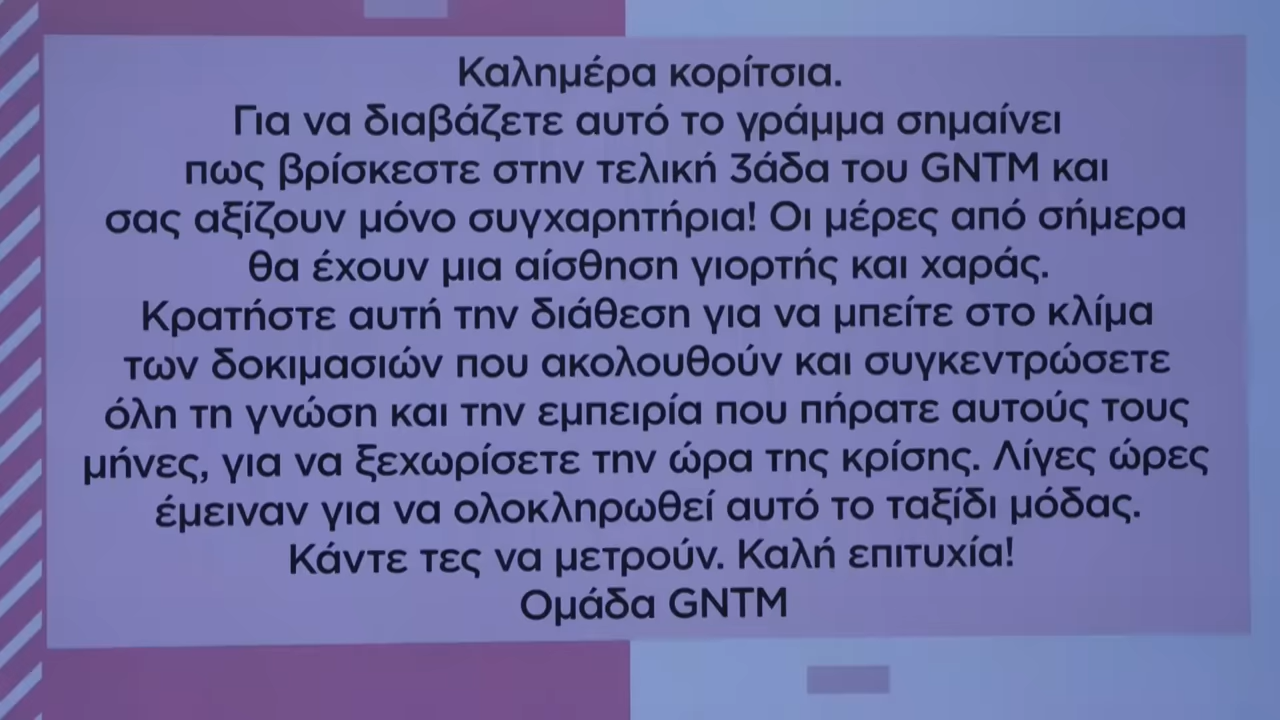 Καλημέρα κορίτσια.
Για να διαβάζετε αυτό το γράμμα σημαίνει
πως βρίσκεστε στην τελική 3άδα του GNTM και
σας αξίζουν μόνο συγχαρητήρια! Οι μέρες από σήμερα
θα έχουν μια αίσθηση γιορτής και χαράς.
Κρατήστε αυτή την διάθεση για να μπείτε στο κλίμα
των δοκιμασιών που ακολουθούν και συγκεντρώσετε
όλη τη γνώση και την εμπειρία που πήρατε αυτούς τους
μήνες, για να ξεχωρίσετε την ώρα της κρίσης. Λίγες ώρες
έμειναν για να ολοκληρωθεί αυτό το ταξίδι μόδας.
Κάντε τες να μετρούν. Καλή επιτυχία!
Ομάδα GNTM